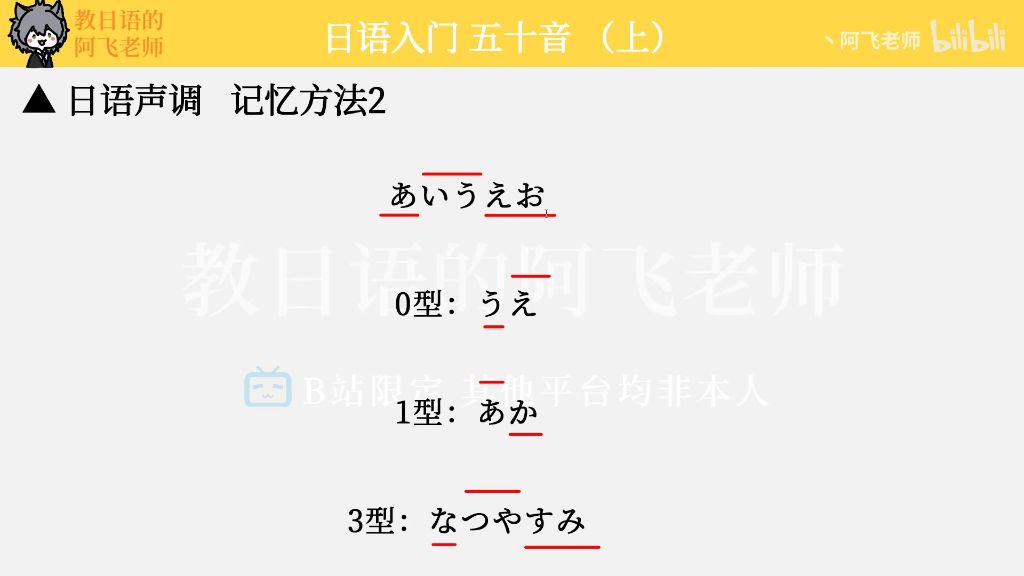 教日语的
阿飞老师
日语入门 五十音 （上）
丶阿飞老师 bilibili
▲ 日语声调 记忆方法2
あいうえお
教日语的阿飞老师
0型：うえ
B站限定 其他平台均非本人
1型：あか
3型：なつやすみ